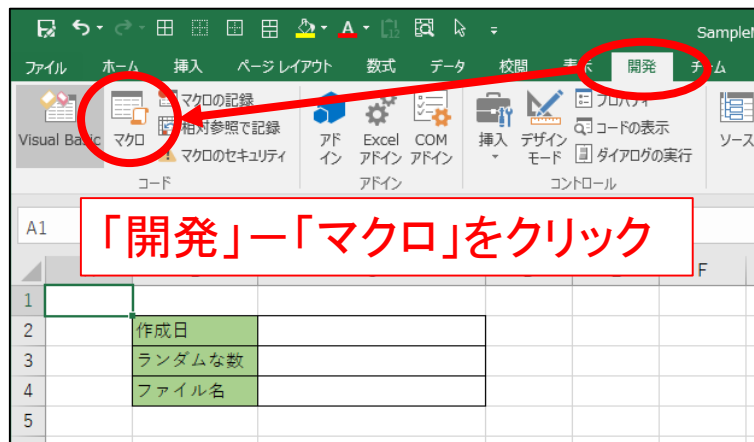 SampleM
ファイル ホーム 挿入 ページ レイアウト 数式 データ 校閲 表示 開発 チーム
Visual Basic マクロ マクロの記録 相対参照で記録 マクロのセキュリティ アドイン Excel アドイン COM アドイン 挿入 デザイン モード プロパティ コードの表示 ダイアログの実行 ソース
コード アドイン コントロール
A1
「開発」－「マクロ」をクリック
F
1
2 作成日
3 ランダムな数
4 ファイル名
5